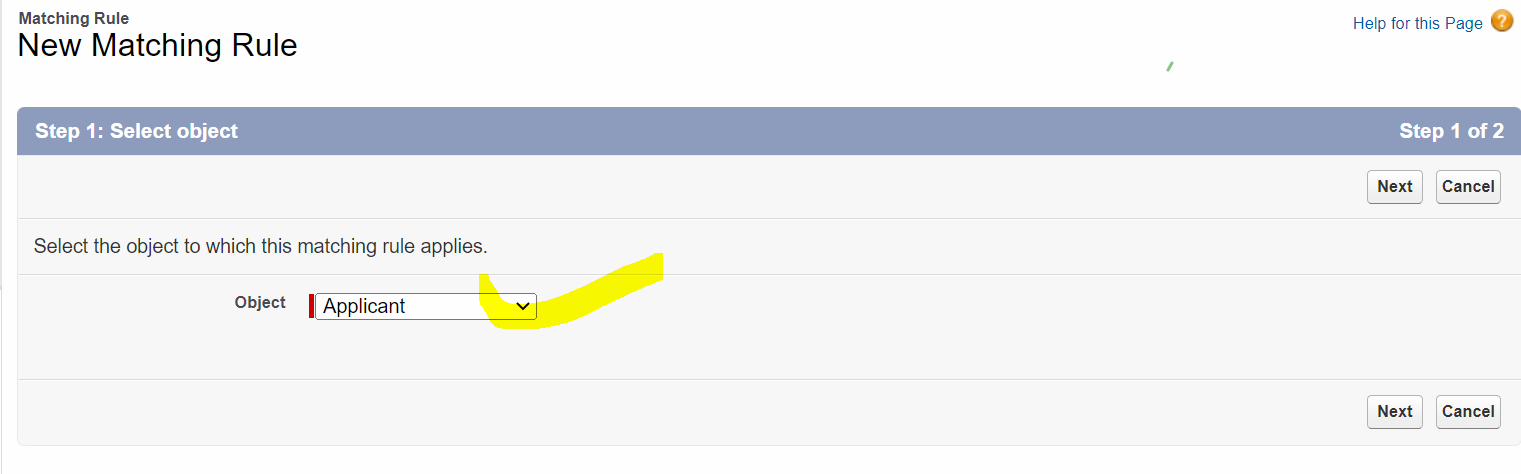 Matching Rule
New Matching Rule
Help for this Page ?
Step 1: Select object
Step 1 of 2
Next
Cancel
Select the object to which this matching rule applies.
Object
Applicant
Next
Cancel